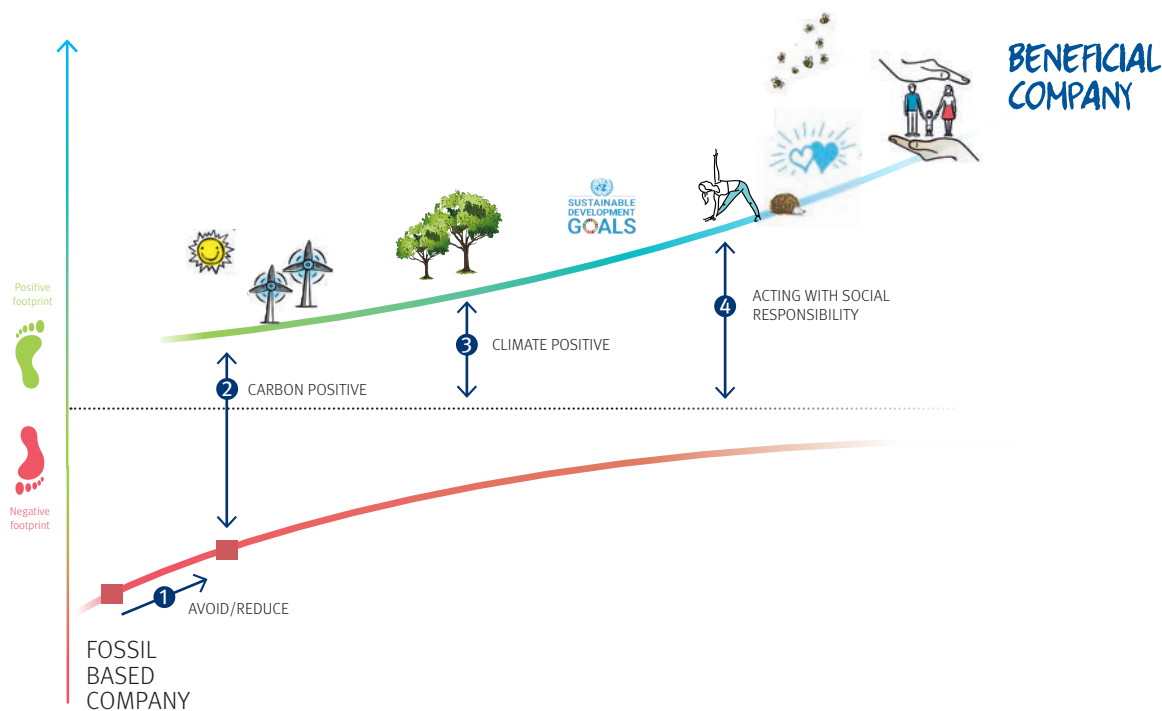 BENEFICIAL
COMPANY
SUSTAINABLE
DEVELOPMENT
GOALS
Positive
footprint
4
ACTING WITH SOCIAL
RESPONSIBILITY
3
CLIMATE POSITIVE
2
CARBON POSITIVE
Negative
footprint
1
AVOID/REDUCE
FOSSIL
BASED
COMPANY